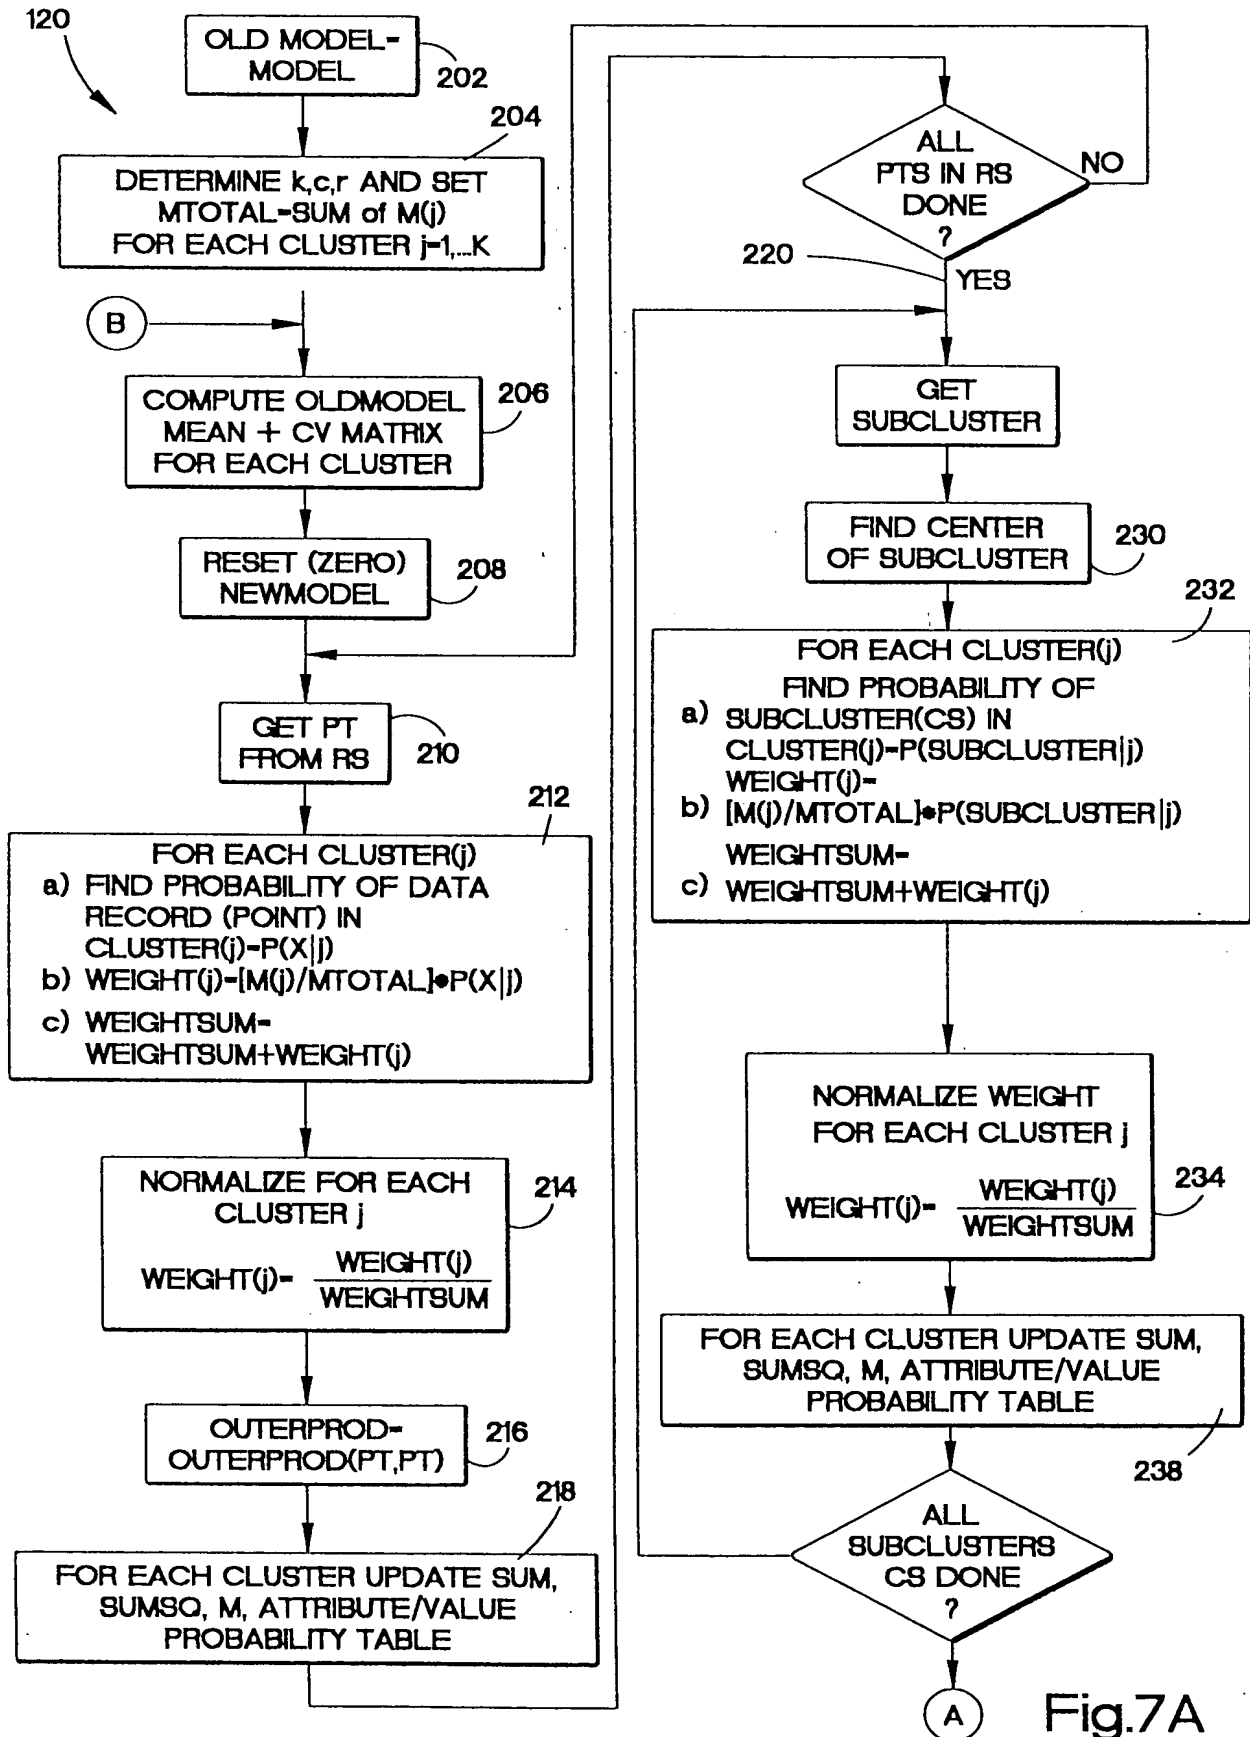 120
OLD MODEL-
MODEL
202
204
DETERMINE k,c,r AND SET
MTOTAL-SUM of M(j)
FOR EACH CLUSTER j-1,...K
B
COMPUTE OLDMODEL
MEAN + CV MATRIX
FOR EACH CLUSTER
206
RESET (ZERO)
NEWMODEL
208
GET PT
FROM RS
210
212
FOR EACH CLUSTER(j)
a) FIND PROBABILITY OF DATA
RECORD (POINT) IN
CLUSTER(j)-P(X|j)
b) WEIGHT(j)-[M(j)/MTOTAL]•P(X|j)
c) WEIGHTSUM-
WEIGHTSUM+WEIGHT(j)
NORMALIZE FOR EACH
CLUSTER j
WEIGHT(j)- WEIGHT(j)
WEIGHTSUM
214
OUTERPROD-
OUTERPROD(PT,PT)
216
218
FOR EACH CLUSTER UPDATE SUM,
SUMSQ, M, ATTRIBUTE/VALUE
PROBABILITY TABLE
ALL
PTS IN RS
DONE
?
NO
220
YES
GET
SUBCLUSTER
FIND CENTER
OF SUBCLUSTER
230
232
FOR EACH CLUSTER(j)
FIND PROBABILITY OF
a) SUBCLUSTER(CS) IN
CLUSTER(j)-P(SUBCLUSTER|j)
WEIGHT(j)-
b) [M(j)/MTOTAL]•P(SUBCLUSTER|j)
WEIGHTSUM-
c) WEIGHTSUM+WEIGHT(j)
NORMALIZE WEIGHT
FOR EACH CLUSTER j
WEIGHT(j)- WEIGHT(j)
WEIGHTSUM
234
FOR EACH CLUSTER UPDATE SUM,
SUMSQ, M, ATTRIBUTE/VALUE
PROBABILITY TABLE
238
ALL
SUBCLUSTERS
CS DONE
?
A
Fig.7A